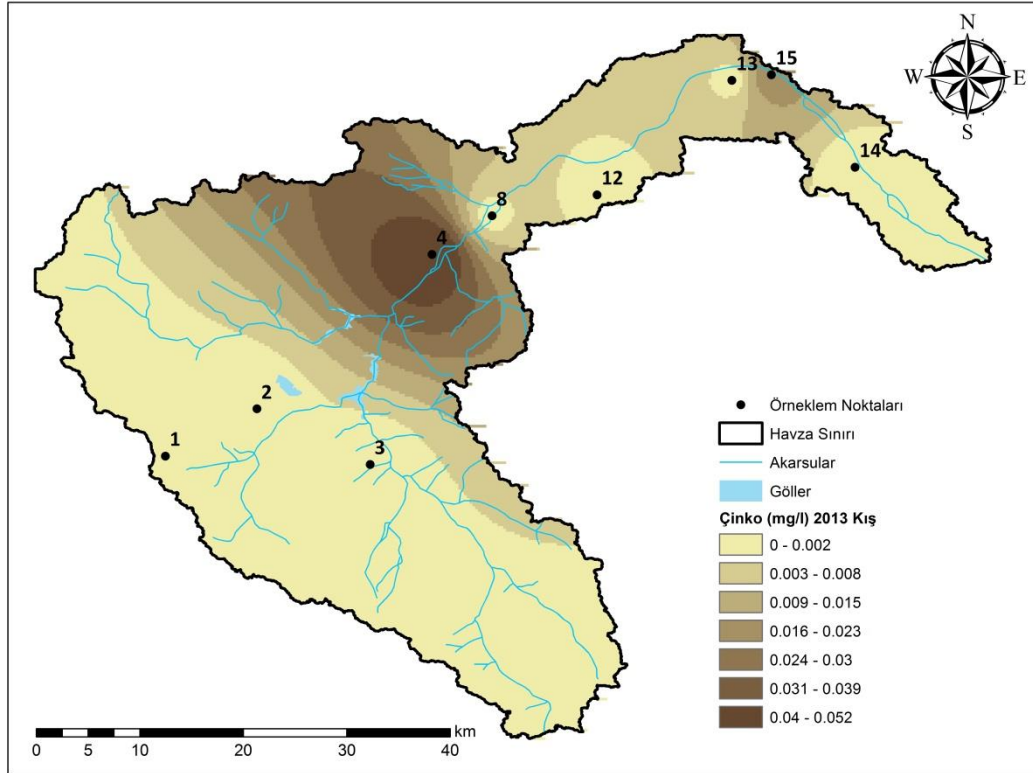 N
W E
S
13
15
14
12
8
4
2
1
3
Örneklem Noktaları
Havza Sınırı
Akarsular
Göller
Çinko (mg/l) 2013 Kış
0 - 0.002
0.003 - 0.008
0.009 - 0.015
0.016 - 0.023
0.024 - 0.03
0.031 - 0.039
0.04 - 0.052
km
0 5 10 20 30 40